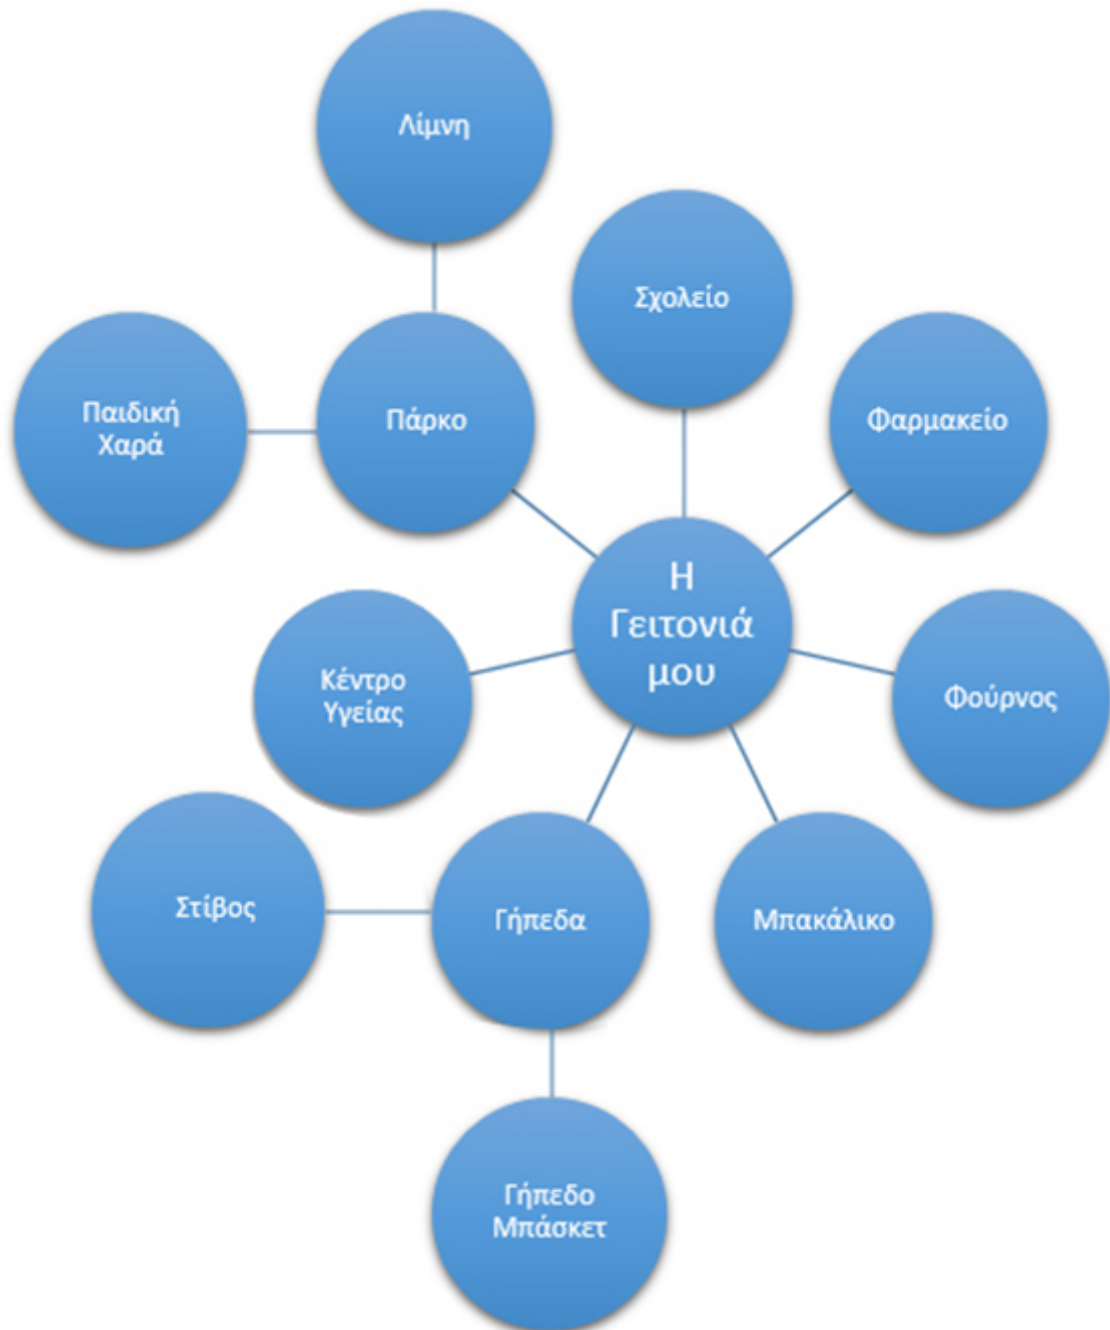 Λίμνη
Σχολείο
Παιδική
Χαρά
Πάρκο
Φαρμακείο
Η
Γειτονιά
μου
Κέντρο
Υγείας
Φούρνος
Στίβος
Γήπεδα
Μπακάλικο
Γήπεδο
Μπάσκετ